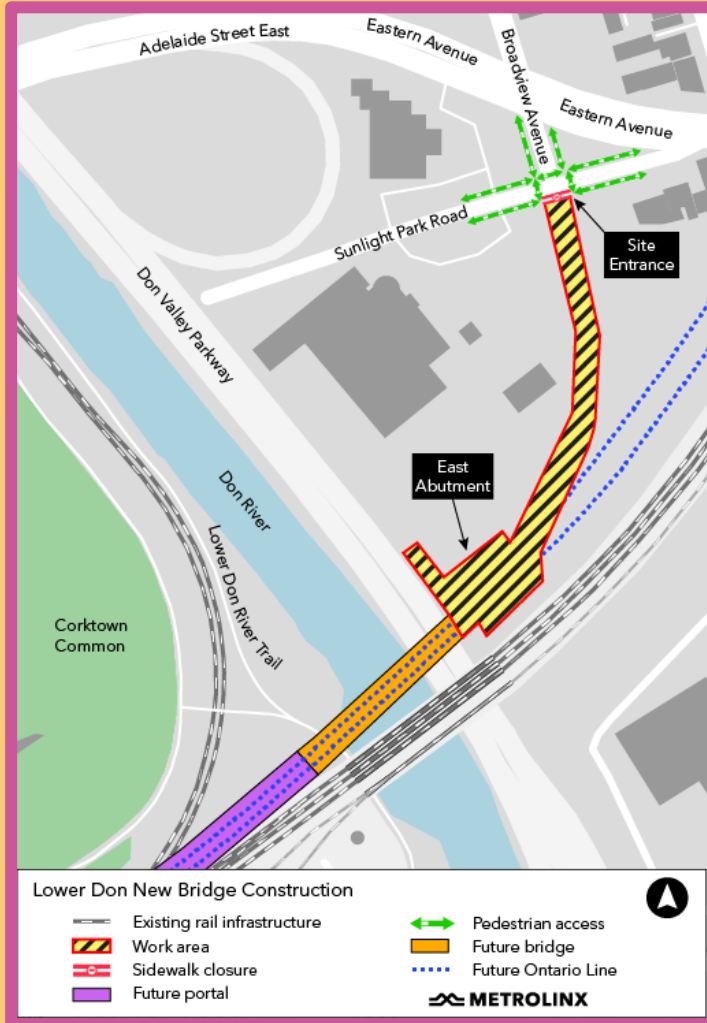 Adelaide Street East
Eastern Avenue
Broadview Avenue
Eastern Avenue
Sunlight Park Road
Site
Entrance
Don Valley Parkway
East
Abutment
Don River
Lower Don River Trail
Corktown
Common
Lower Don New Bridge Construction
Existing rail infrastructure
Work area
Sidewalk closure
Future portal
Pedestrian access
Future bridge
Future Ontario Line
METROLINX